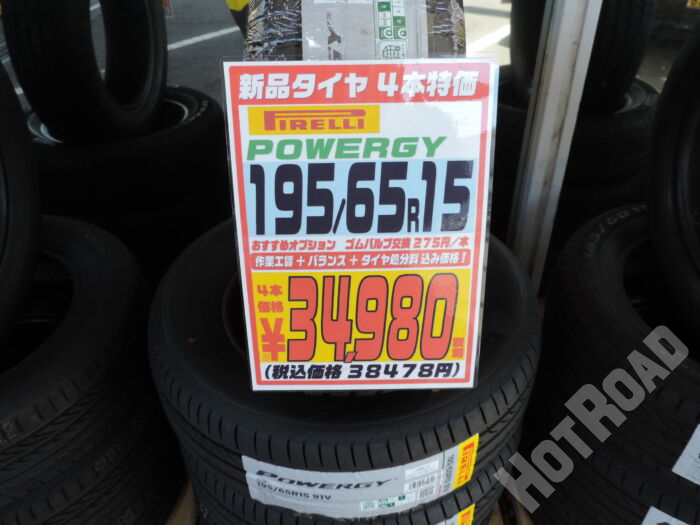 新品タイヤ 4本特価
PIRELLI
POWERGY
195/65R15
おすすめオプション ゴムバルブ交換 275円/本
作業工賃 + バランス + タイヤ処分料 込み価格!
4本価格 ¥34,980 税別
(税込価格 38478円)
POWERGY
195/65R15 91V
HOTROAD